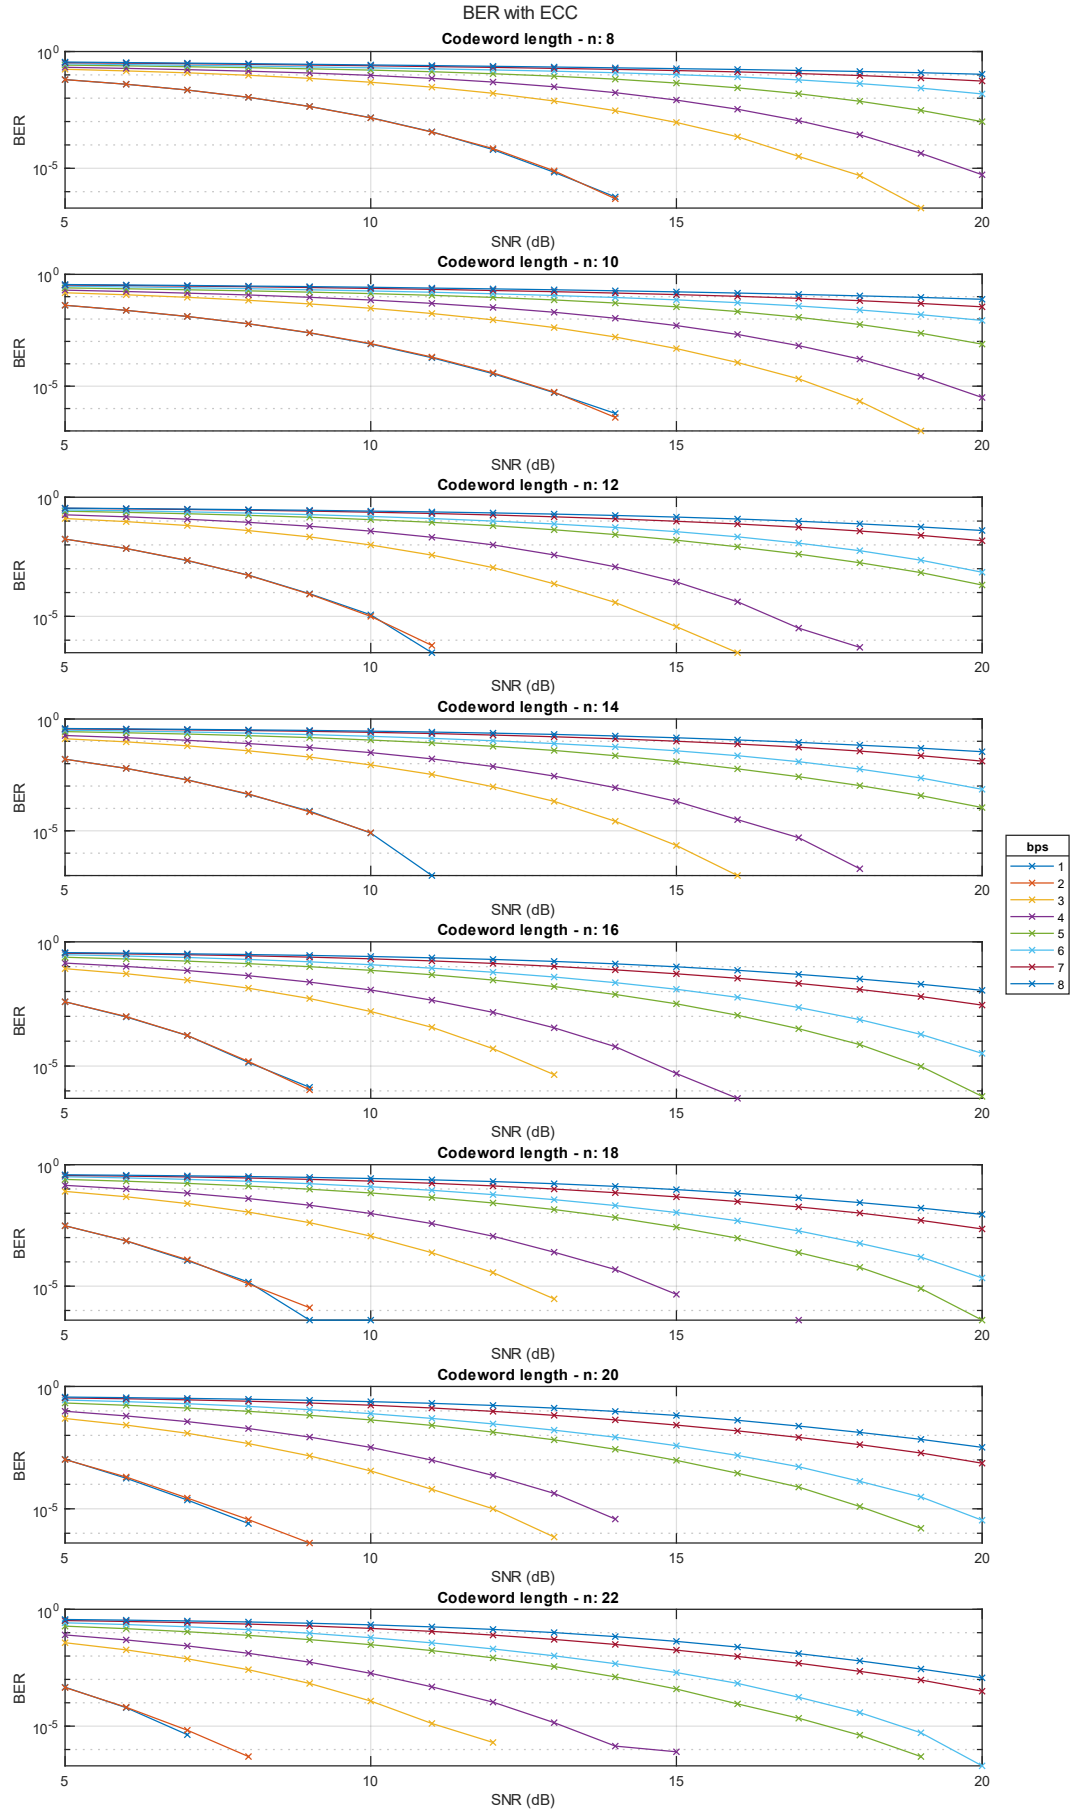 BER with ECC
Codeword length - n: 8
10^0
10^-5
BER
5 10 15 20
SNR (dB)
Codeword length - n: 10
10^0
10^-5
BER
5 10 15 20
SNR (dB)
Codeword length - n: 12
10^0
10^-5
BER
5 10 15 20
SNR (dB)
Codeword length - n: 14
10^0
10^-5
BER
5 10 15 20
SNR (dB)
bps
1
2
3
4
5
6
7
8
Codeword length - n: 16
10^0
10^-5
BER
5 10 15 20
SNR (dB)
Codeword length - n: 18
10^0
10^-5
BER
5 10 15 20
SNR (dB)
Codeword length - n: 20
10^0
10^-5
BER
5 10 15 20
SNR (dB)
Codeword length - n: 22
10^0
10^-5
BER
5 10 15 20
SNR (dB)